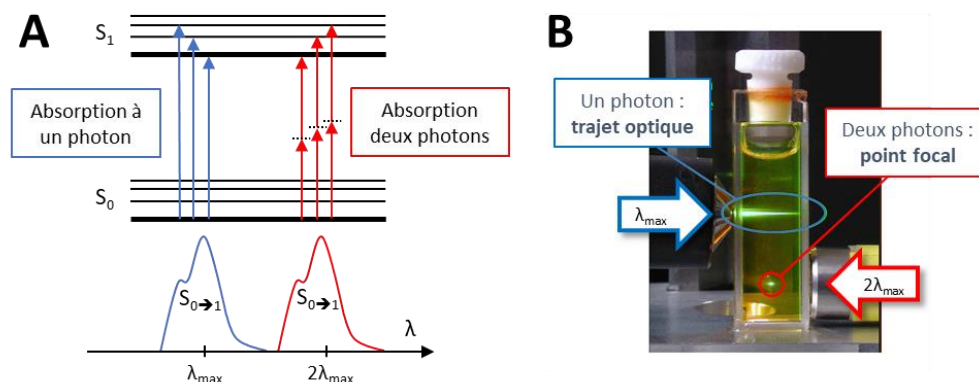 A
S1
Absorption à
un photon
Absorption
deux photons
S0
S0➔1
S0➔1
λ
λmax
2λmax
B
Un photon :
trajet optique
Deux photons :
point focal
λmax
2λmax